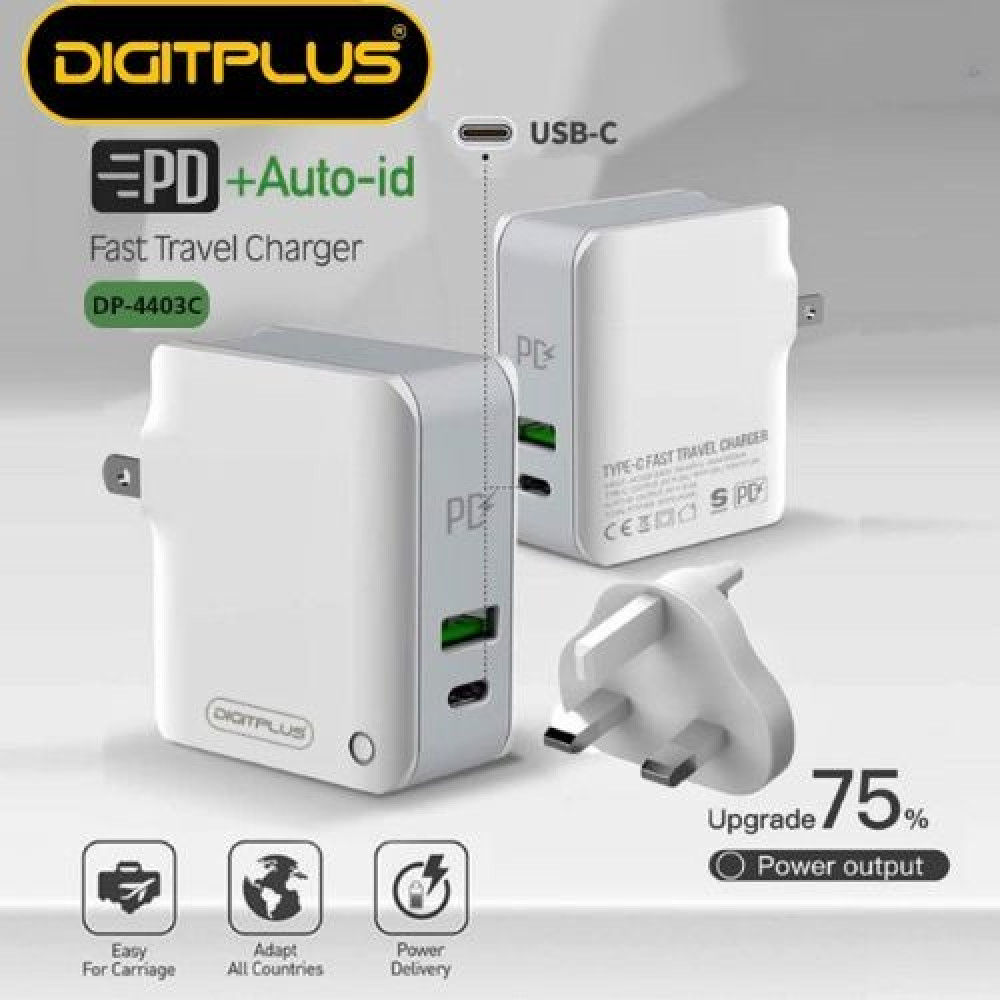 DIGITPLUS®
PD +Auto-id
Fast Travel Charger
DP-4403C
USB-C
PD
TYPE-C FAST TRAVEL CHARGER
CE
S PD
PD
DIGITPLUS
Upgrade 75%
Power output
Easy
For Carriage
Adapt
All Countries
Power
Delivery